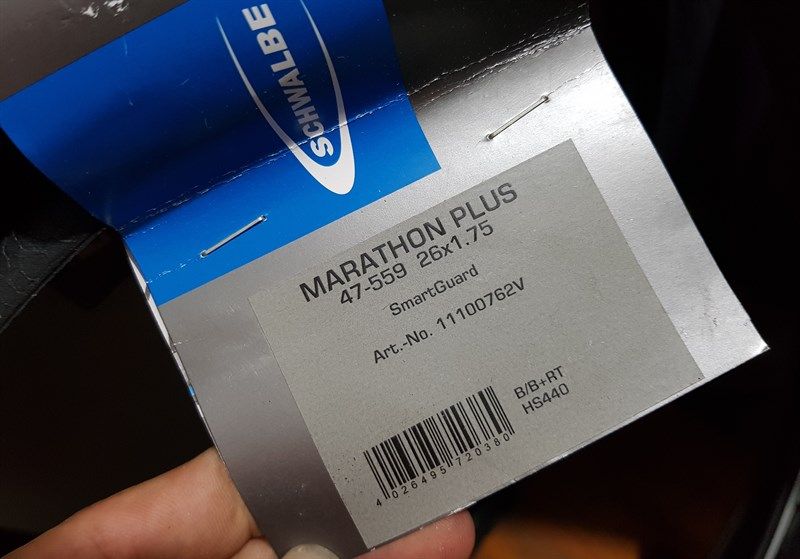 SCHWALBE
MARATHON PLUS
47-559 26x1.75
SmartGuard
Art.-No. 11100762V
B/B+RT
HS440
4 026495 720380